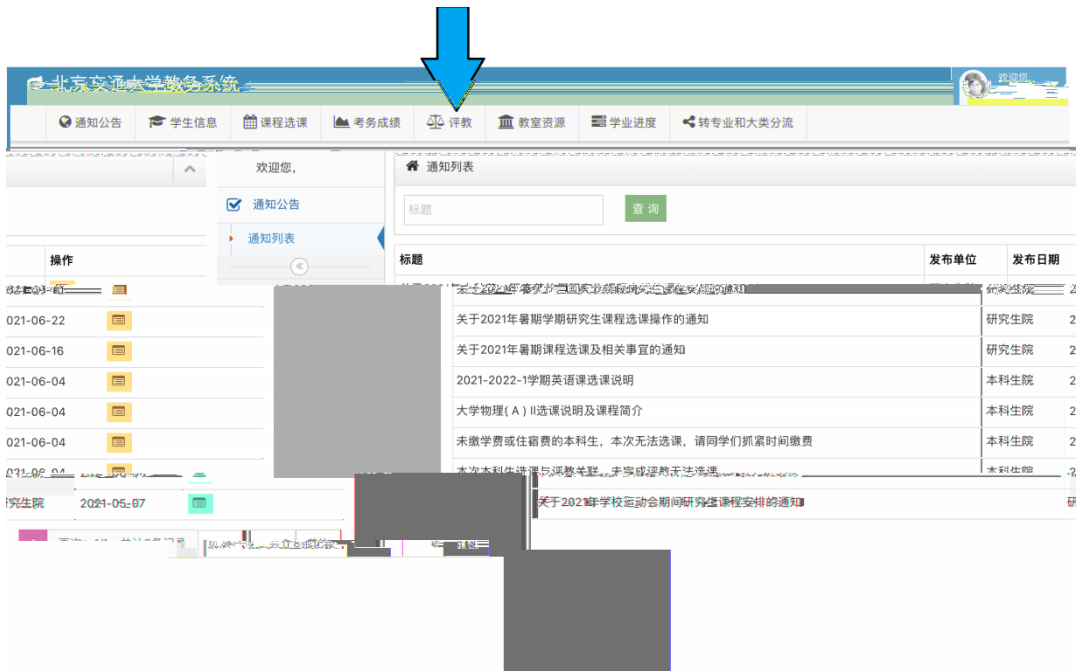 北京交通大学教务系统
欢迎您,
通知公告 学生信息 课程选课 考务成绩 评教 教室资源 学业进度 转专业和大类分流
欢迎您,
通知列表
通知公告
标题
查询
通知列表
操作
标题 发布单位 发布日期
021-06-22
关于2021年暑期学期研究生课程选课操作的通知 研究生院 2
021-06-16
关于2021年暑期课程选课及相关事宜的通知 研究生院 2
021-06-04
2021-2022-1学期英语课选课说明 本科生院 2
021-06-04
大学物理(A)II选课说明及课程简介 本科生院 2
021-06-04
未缴学费或住宿费的本科生，本次无法选课，请同学们抓紧时间缴费 本科生院 2
021-06-04
本次本科生选课与评教关联，未完成评教无法选课 本科生院 2
研究生院 2021-05-07
关于2021年学校运动会期间研究生课程安排的通知 研